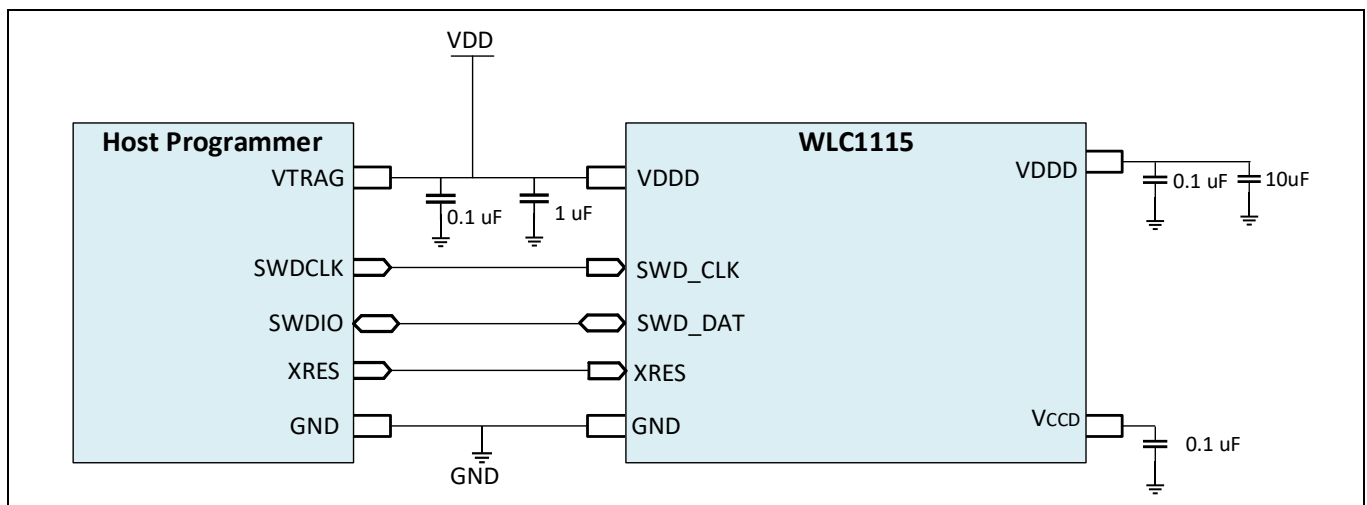 VDD
Host Programmer
WLC1115
VTRAG
VDDD
VDDD
0.1 uF
1 uF
0.1 uF
10uF
SWDCLK
SWD_CLK
SWDIO
SWD_DAT
XRES
XRES
GND
GND
VCCD
0.1 uF
GND